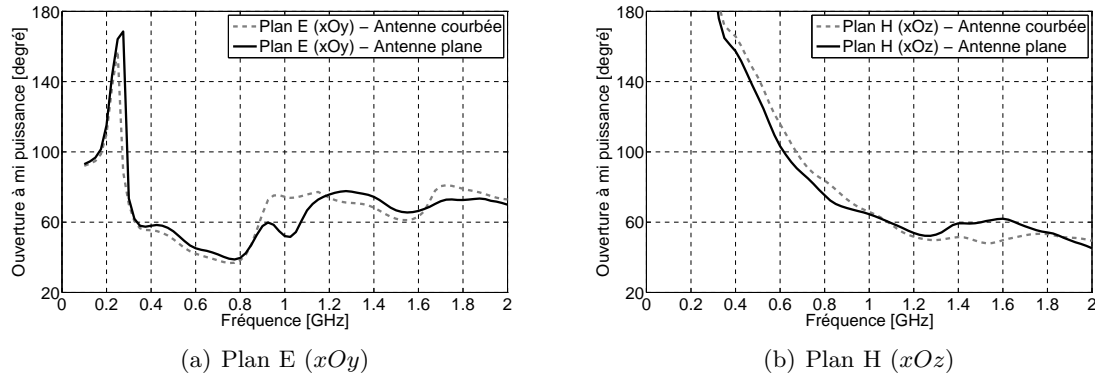 Plan E (xOy) – Antenne courbée
Plan E (xOy) – Antenne plane
Ouverture à mi puissance [degré]
180
140
100
60
20
0 0.2 0.4 0.6 0.8 1 1.2 1.4 1.6 1.8 2
Fréquence [GHz]
(a) Plan E (xOy)
Plan H (xOz) – Antenne courbée
Plan H (xOz) – Antenne plane
Ouverture à mi puissance [degré]
180
140
100
60
20
0 0.2 0.4 0.6 0.8 1 1.2 1.4 1.6 1.8 2
Fréquence [GHz]
(b) Plan H (xOz)